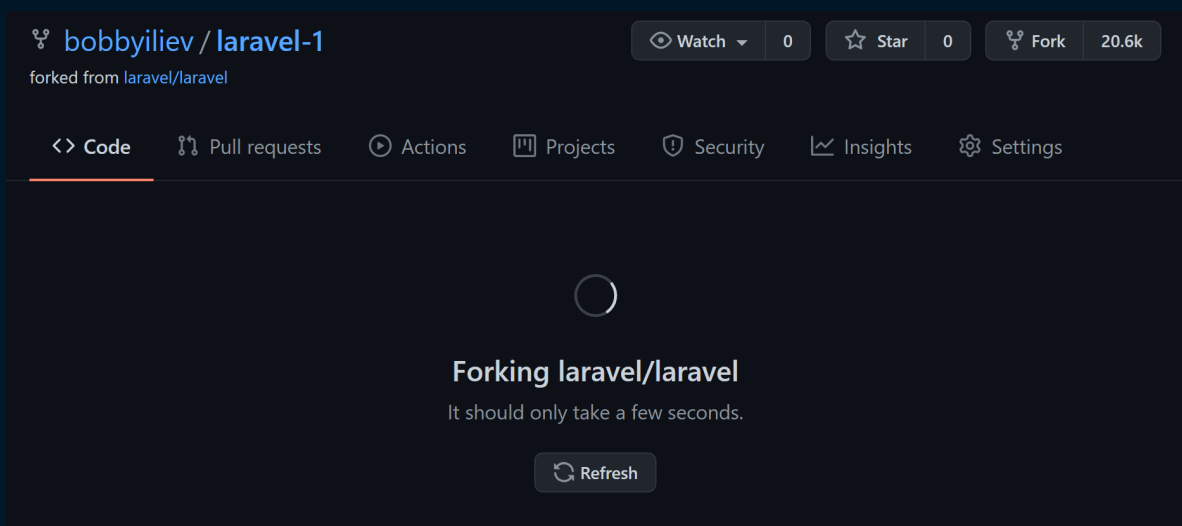 bobbyiliev / laravel-1 Watch 0 Star 0 Fork 20.6k
forked from laravel/laravel
Code Pull requests Actions Projects Security Insights Settings
Forking laravel/laravel
It should only take a few seconds.
Refresh